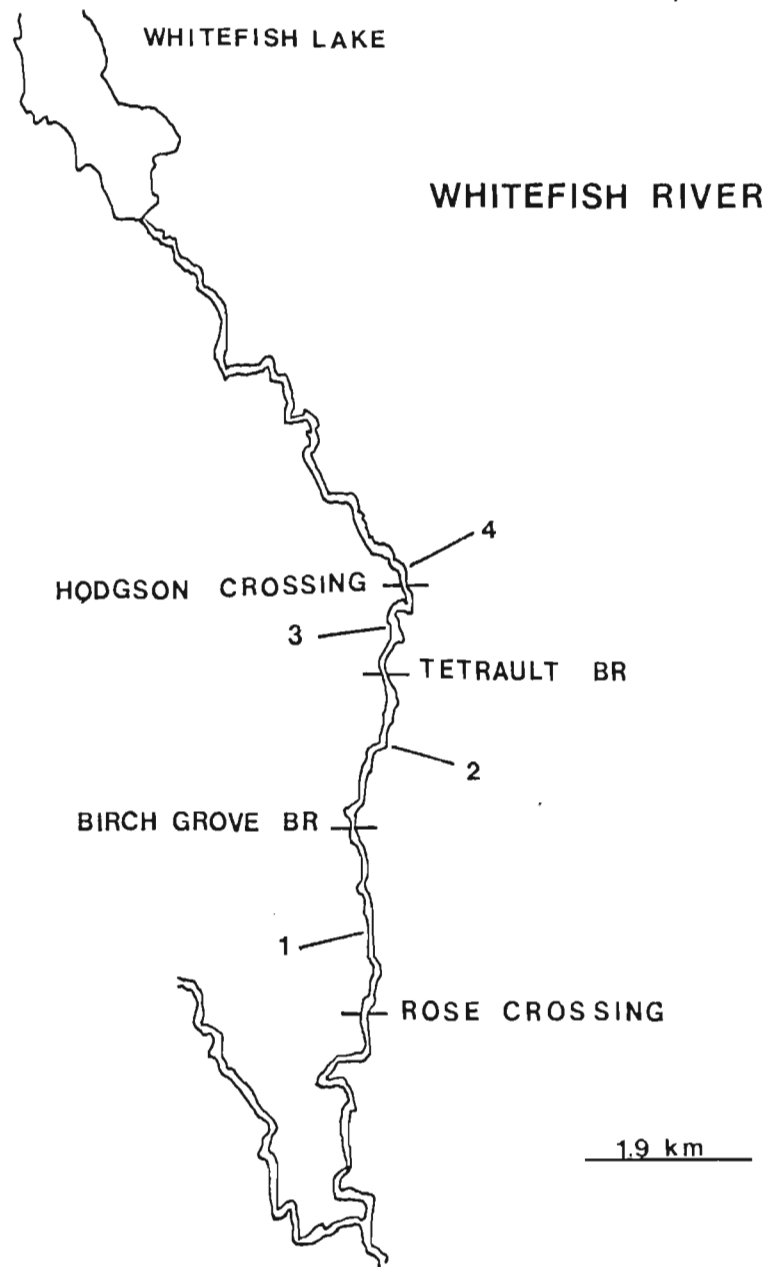 WHITEFISH LAKE
WHITEFISH RIVER
4
HODGSON CROSSING
3
TETRAULT BR
2
BIRCH GROVE BR
1
ROSE CROSSING
1.9 km